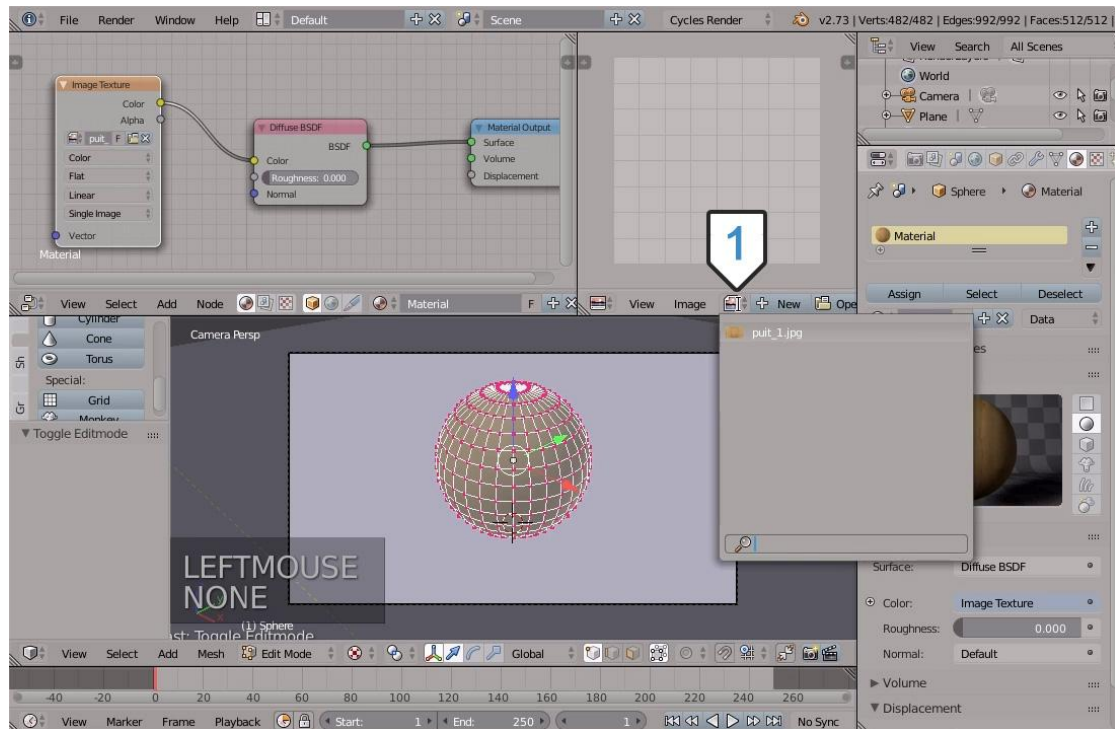 File Render Window Help Default Scene Cycles Render v2.73 | Verts:482/482 | Edges:992/992 | Faces:512/512 |
View Search All Scenes
World
Camera
Plane
Image Texture
Color
Alpha
puit_ F
Color
Flat
Linear
Single Image
Vector
Material
Diffuse BSDF
BSDF
Color
Roughness: 0.000
Normal
Material Output
Surface
Volume
Displacement
1
Sphere Material
Material
Assign Select Deselect
Data
View Select Add Node Material F
View Image New Ope
puit_1.jpg
Cylinder
Cone
Torus
Special:
Grid
Monkey
Sh
Gr
Toggle Editmode
Camera Persp
LEFTMOUSE
NONE
(1) Sphere
st: Toggle Editmode
Surface: Diffuse BSDF
Color: Image Texture
Roughness: 0.000
Normal: Default
Volume
Displacement
View Select Add Mesh Edit Mode Global
-40 -20 0 20 40 60 80 100 120 140 160 180 200 220 240 260
View Marker Frame Playback Start: 1 End: 250 1 No Sync